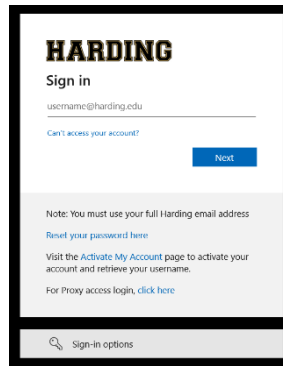 HARDING
Sign in
username@harding.edu
Can't access your account?
Next
Note: You must use your full Harding email address
Reset your password here
Visit the Activate My Account page to activate your
account and retrieve your username.
For Proxy access login, click here
Sign-in options